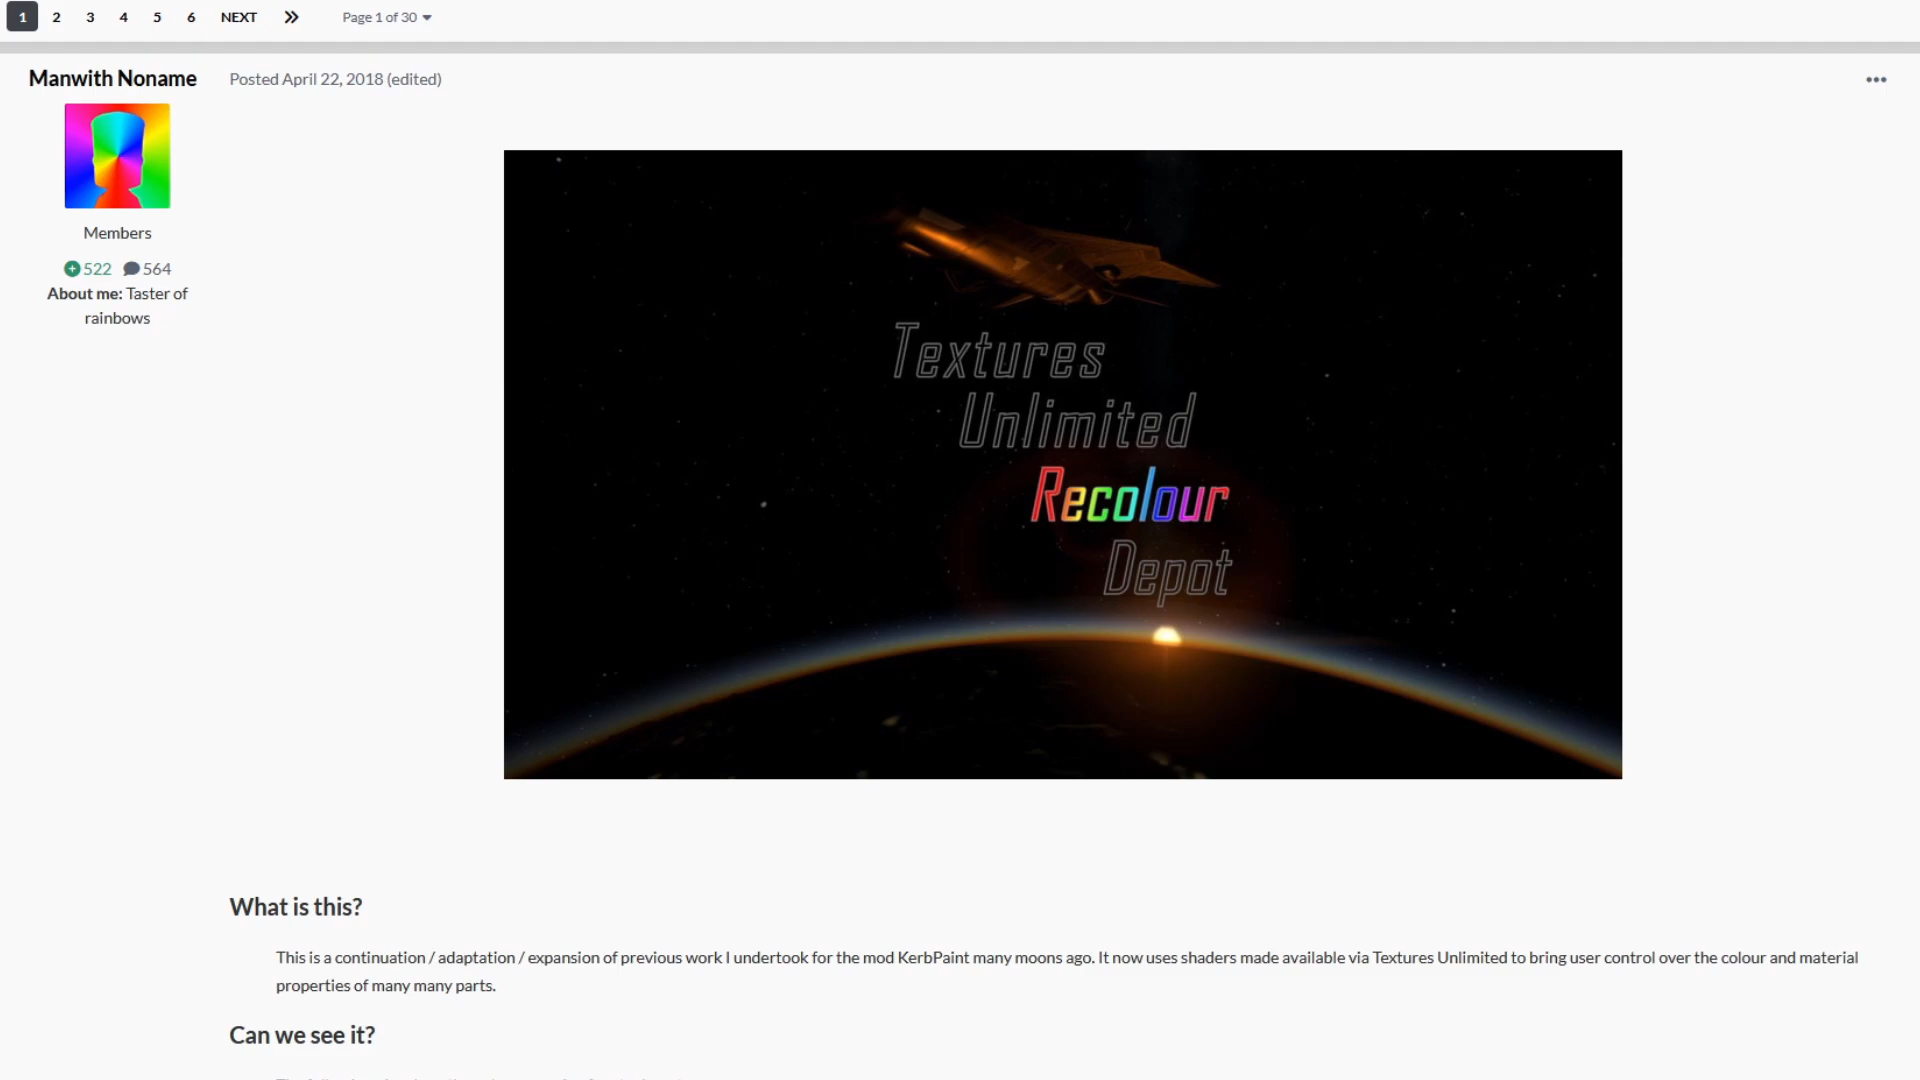 1 2 3 4 5 6 NEXT Page 1 of 30
Manwith Noname
Posted April 22, 2018 (edited)
Members
522 564
About me: Taster of
rainbows
Textures
Unlimited
Recolour
Depot
What is this?
This is a continuation / adaptation / expansion of previous work I undertook for the mod KerbPaint many moons ago. It now uses shaders made available via Textures Unlimited to bring user control over the colour and material
properties of many many parts.
Can we see it?